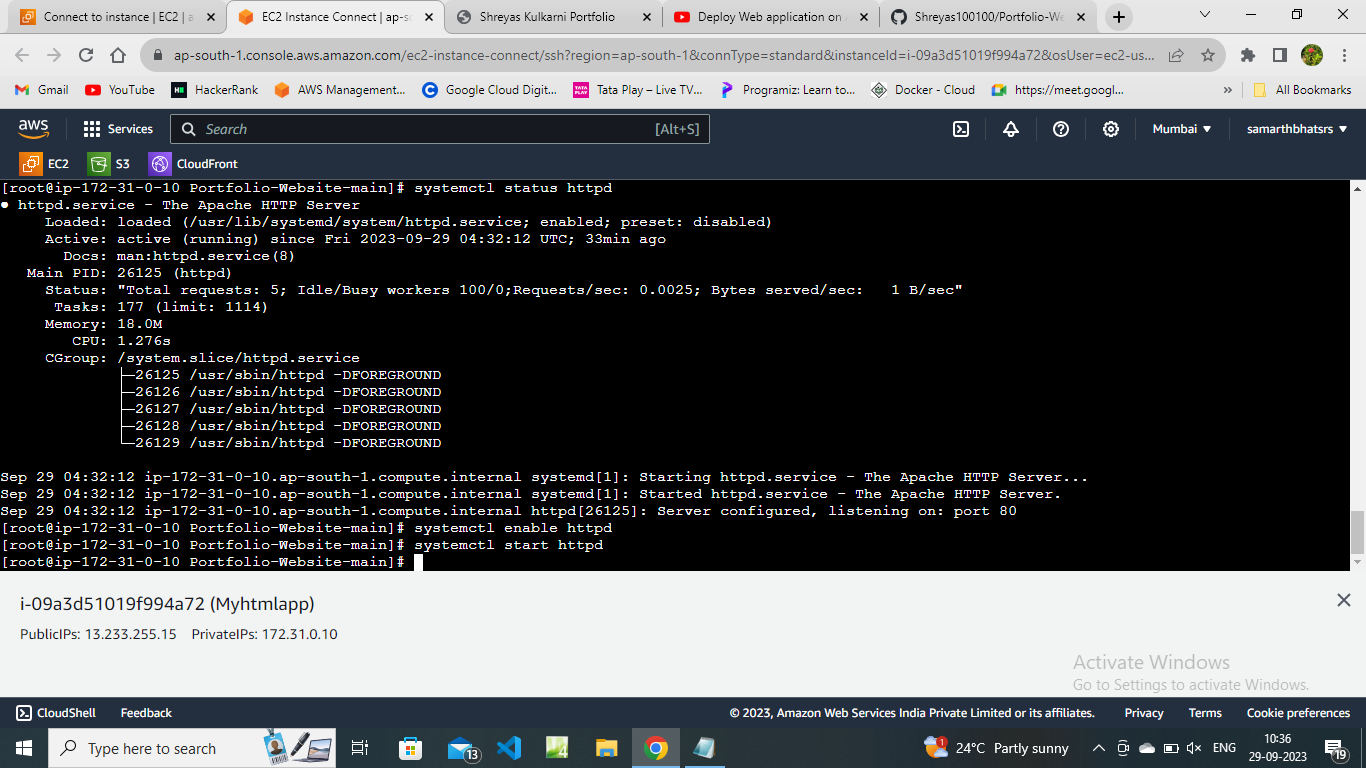 Connect to instance | EC2 | a
EC2 Instance Connect | ap-so
Shreyas Kulkarni Portfolio
Deploy Web application on
Shreyas100100/Portfolio-We
ap-south-1.console.aws.amazon.com/ec2-instance-connect/ssh?region=ap-south-1&connType=standard&instanceId=i-09a3d51019f994a72&osUser=ec2-us...
Gmail
YouTube
HackerRank
AWS Management...
Google Cloud Digit...
Tata Play – Live TV...
Programiz: Learn to...
Docker - Cloud
https://meet.googl...
»
All Bookmarks
aws
Services
Search
[Alt+S]
Mumbai
samarthbhatsrs
EC2
S3
CloudFront
[root@ip-172-31-0-10 Portfolio-Website-main]# systemctl status httpd
● httpd.service - The Apache HTTP Server
Loaded: loaded (/usr/lib/systemd/system/httpd.service; enabled; preset: disabled)
Active: active (running) since Fri 2023-09-29 04:32:12 UTC; 33min ago
Docs: man:httpd.service(8)
Main PID: 26125 (httpd)
Status: "Total requests: 5; Idle/Busy workers 100/0;Requests/sec: 0.0025; Bytes served/sec:   1 B/sec"
Tasks: 177 (limit: 1114)
Memory: 18.0M
CPU: 1.276s
CGroup: /system.slice/httpd.service
├─26125 /usr/sbin/httpd -DFOREGROUND
├─26126 /usr/sbin/httpd -DFOREGROUND
├─26127 /usr/sbin/httpd -DFOREGROUND
├─26128 /usr/sbin/httpd -DFOREGROUND
└─26129 /usr/sbin/httpd -DFOREGROUND
Sep 29 04:32:12 ip-172-31-0-10.ap-south-1.compute.internal systemd[1]: Starting httpd.service - The Apache HTTP Server...
Sep 29 04:32:12 ip-172-31-0-10.ap-south-1.compute.internal systemd[1]: Started httpd.service - The Apache HTTP Server.
Sep 29 04:32:12 ip-172-31-0-10.ap-south-1.compute.internal httpd[26125]: Server configured, listening on: port 80
[root@ip-172-31-0-10 Portfolio-Website-main]# systemctl enable httpd
[root@ip-172-31-0-10 Portfolio-Website-main]# systemctl start httpd
[root@ip-172-31-0-10 Portfolio-Website-main]#
i-09a3d51019f994a72 (Myhtmlapp)
PublicIPs: 13.233.255.15 PrivateIPs: 172.31.0.10
Activate Windows
Go to Settings to activate Windows.
CloudShell
Feedback
© 2023, Amazon Web Services India Private Limited or its affiliates.
Privacy
Terms
Cookie preferences
Type here to search
13
1
24°C Partly sunny
ENG
10:36
29-09-2023
19